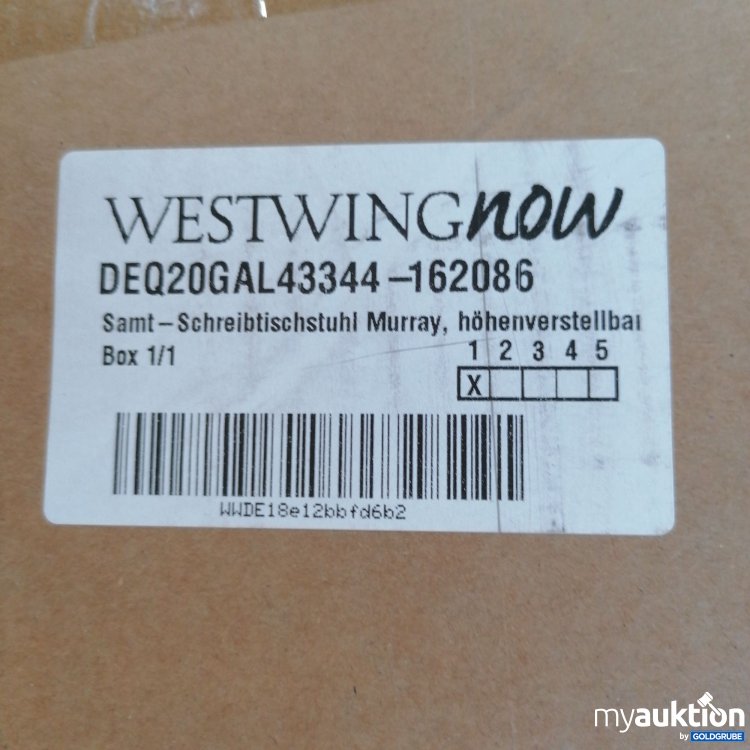 WESTWINGnow
DEQ20GAL43344-162086
Samt-Schreibtischstuhl Murray, höhenverstellbar
Box 1/1
1 2 3 4 5
X
WWDE18e12bbfd6b2
myauktion
by GOLDGRUBE